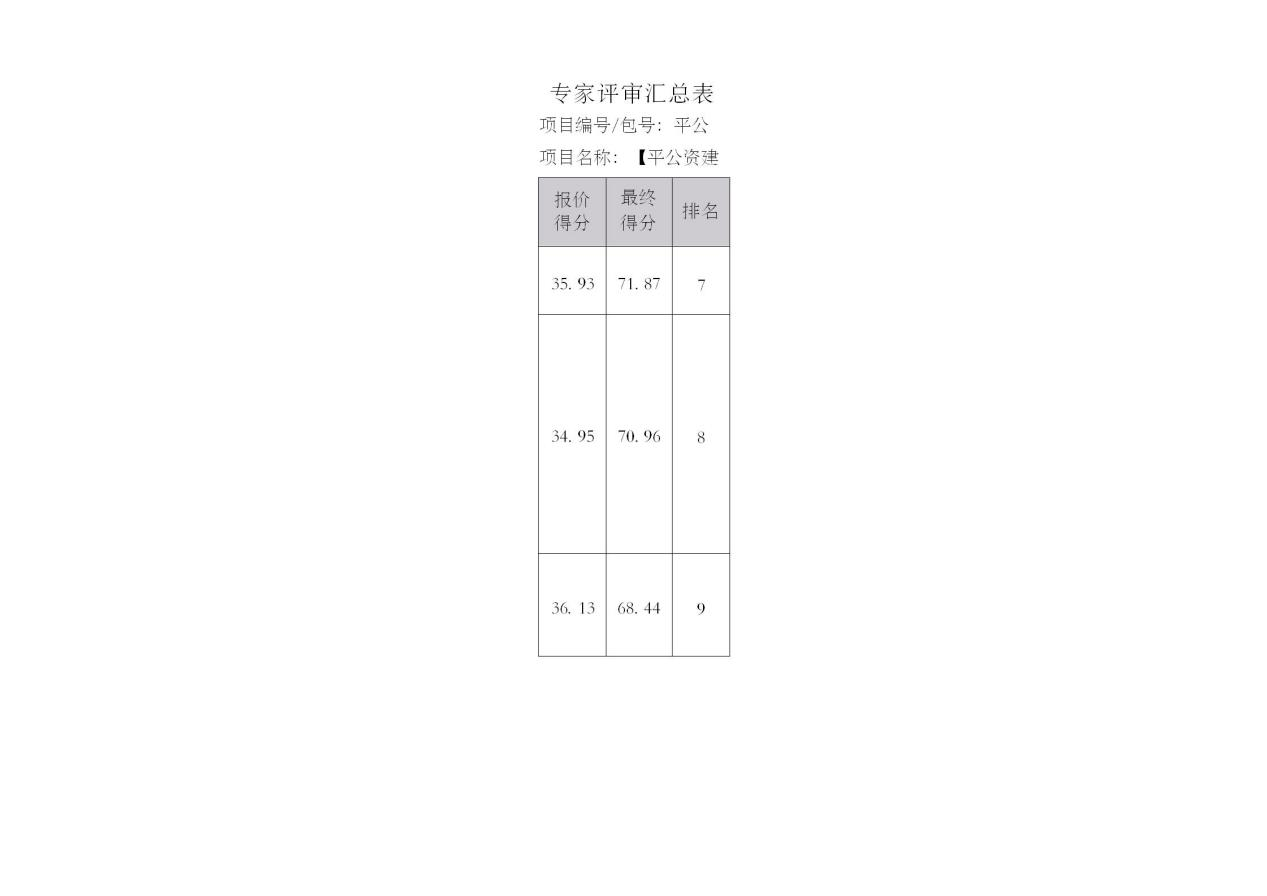 专家评审汇总表
项目编号/包号：平公
项目名称：【平公资建
报价得分 最终得分 排名
35.93 71.87 7
34.95 70.96 8
36.13 68.44 9